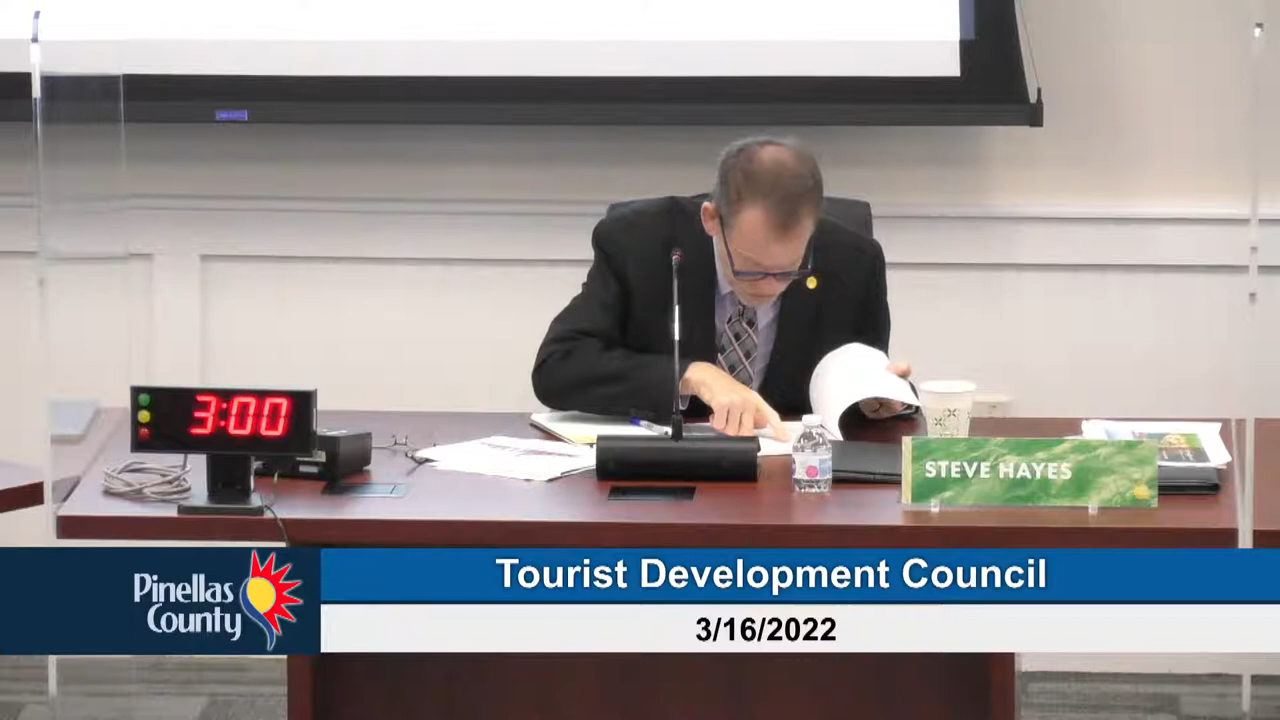 3:00
STEVE HAYES
Pinellas
County
Tourist Development Council
3/16/2022